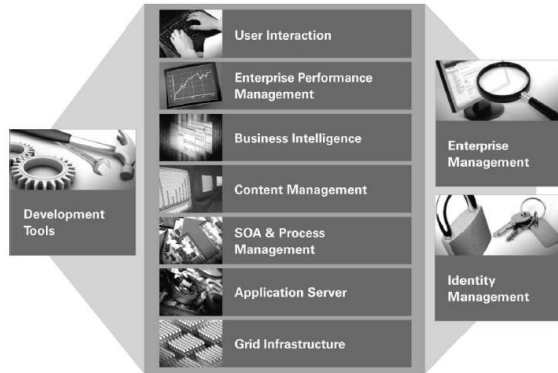 User Interaction
Enterprise Performance
Management
Business Intelligence
Content Management
SOA & Process
Management
Application Server
Grid Infrastructure
Development
Tools
Enterprise
Management
Identity
Management